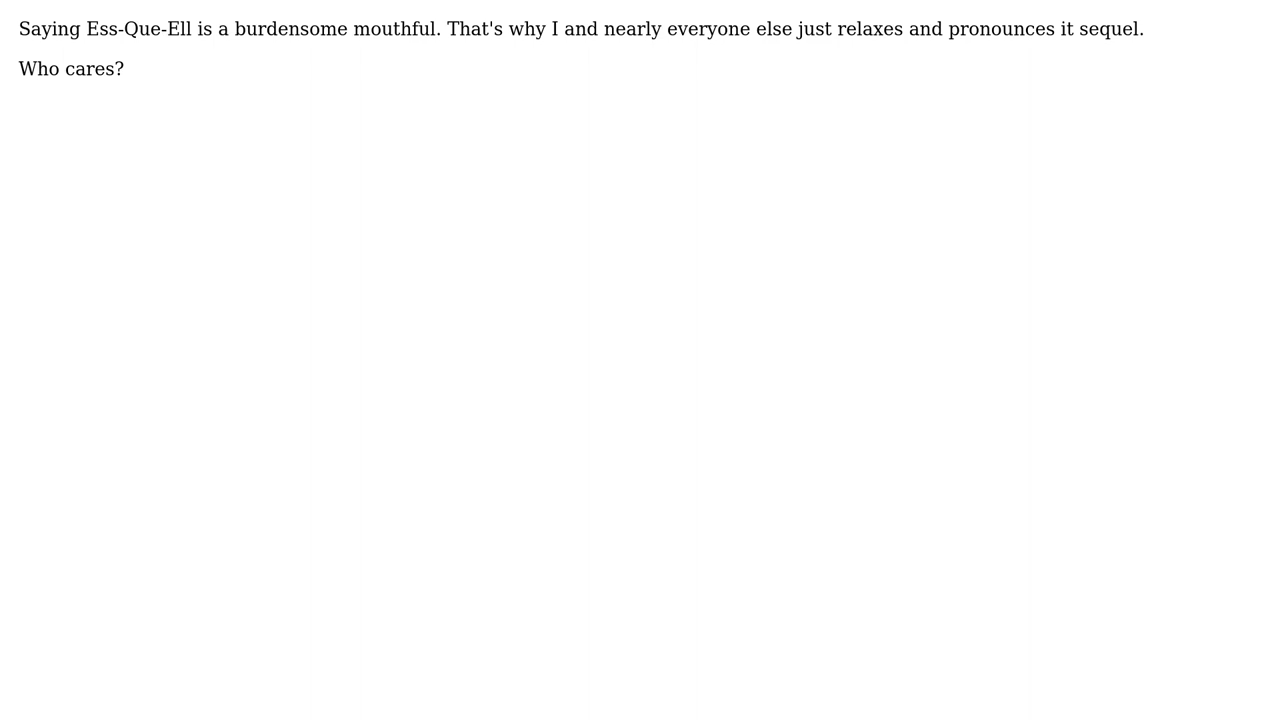 Saying Ess-Que-Ell is a burdensome mouthful. That's why I and nearly everyone else just relaxes and pronounces it sequel.
Who cares?